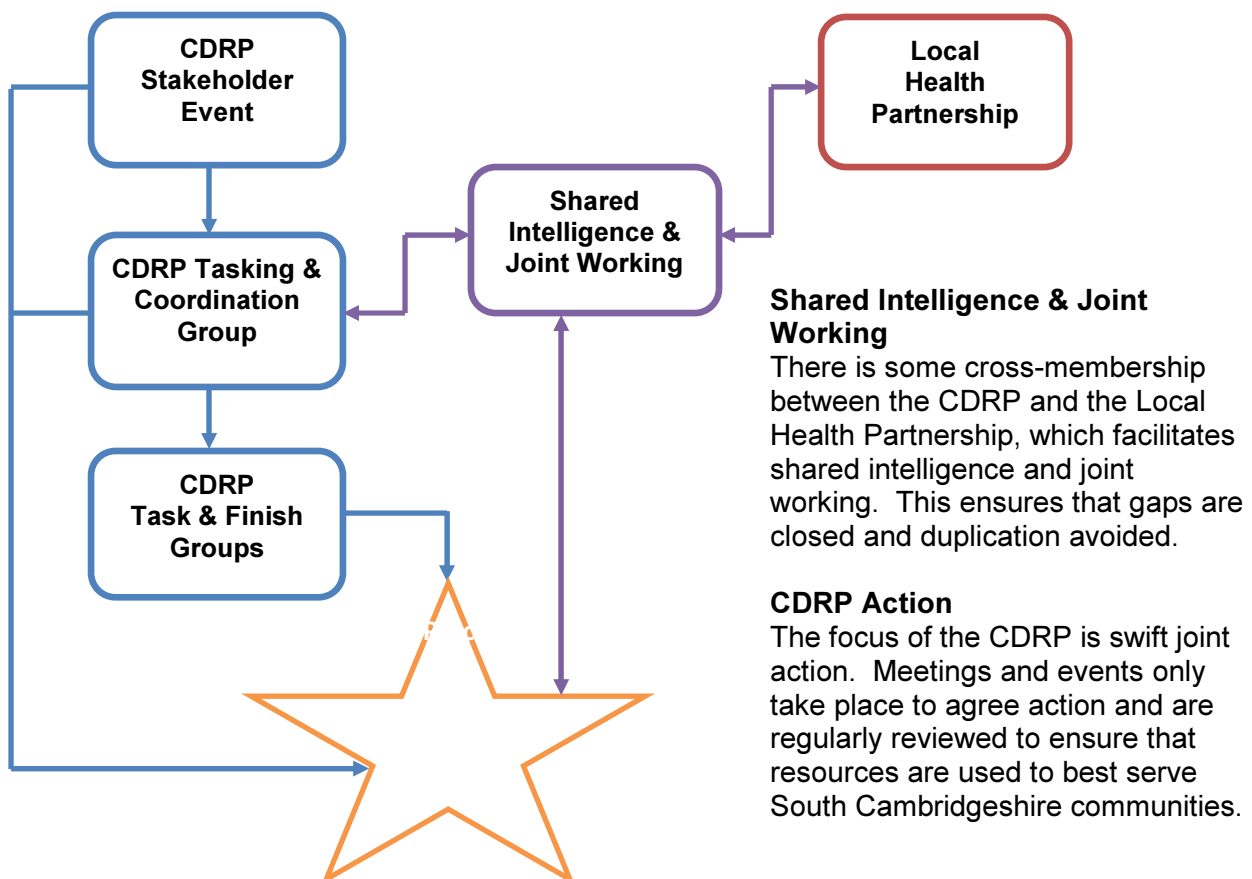 CDRP
Stakeholder
Event
Local
Health
Partnership
Shared
Intelligence &
Joint Working
CDRP Tasking &
Coordination
Group
CDRP
Task & Finish
Groups
Shared Intelligence & Joint
Working
There is some cross-membership
between the CDRP and the Local
Health Partnership, which facilitates
shared intelligence and joint
working.  This ensures that gaps are
closed and duplication avoided.
CDRP Action
The focus of the CDRP is swift joint
action.  Meetings and events only
take place to agree action and are
regularly reviewed to ensure that
resources are used to best serve
South Cambridgeshire communities.